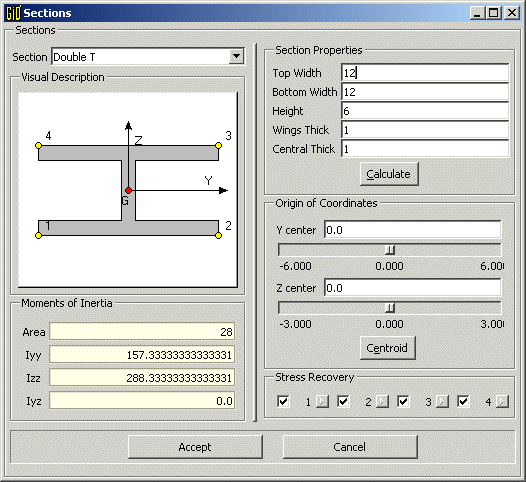 GiD Sections
Sections
Section Double T
Visual Description
4
3
Z
Y
G
1
2
Moments of Inertia
Area 28
Iyy 157.33333333333331
Izz 288.33333333333331
Iyz 0.0
Section Properties
Top Width 12
Bottom Width 12
Height 6
Wings Thick 1
Central Thick 1
Calculate
Origin of Coordinates
Y center 0.0
-6.000 0.000 6.000
Z center 0.0
-3.000 0.000 3.000
Centroid
Stress Recovery
1 2 3 4
Accept Cancel